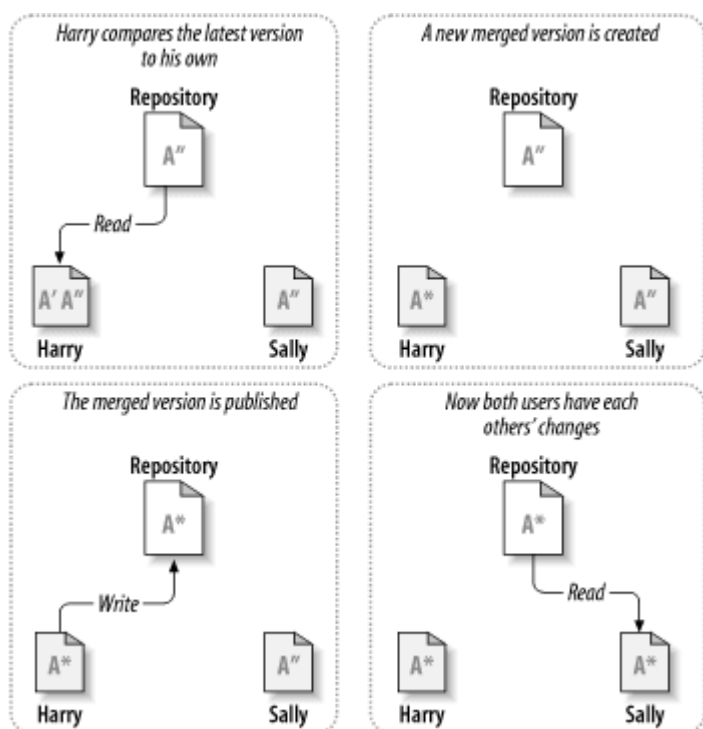 Harry compares the latest version
to his own
Repository
A″
Read
A′ A″
A″
Harry
Sally
A new merged version is created
Repository
A″
A*
A″
Harry
Sally
The merged version is published
Repository
A*
Write
A*
A″
Harry
Sally
Now both users have each
others’ changes
Repository
A*
Read
A*
A*
Harry
Sally